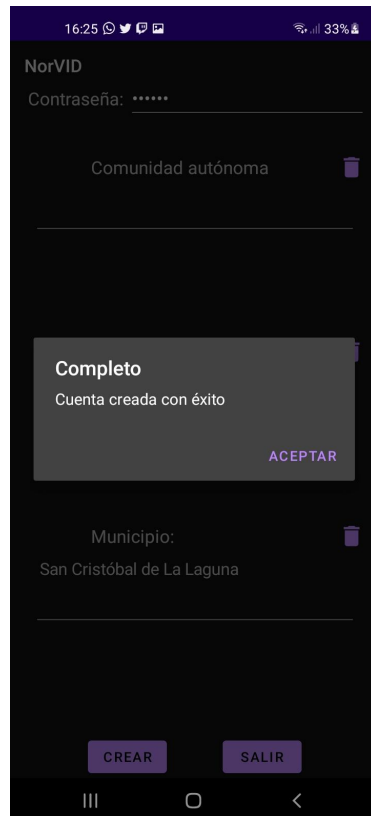 16:25 33%
NorVID
Contraseña: ••••••
Comunidad autónoma
Completo
Cuenta creada con éxito
ACEPTAR
Municipio:
San Cristóbal de La Laguna
CREAR SALIR